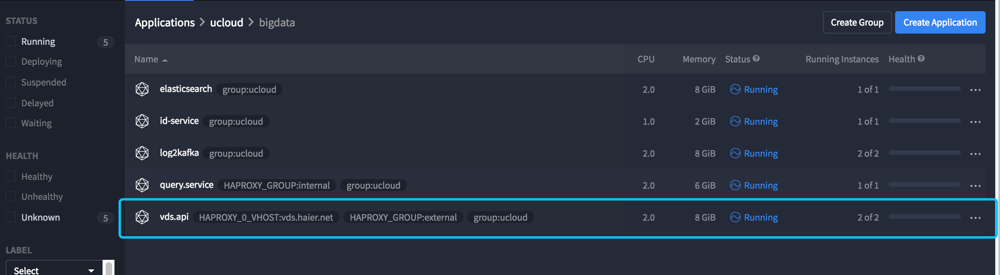 STATUS
Running 5
Deploying
Suspended
Delayed
Waiting
HEALTH
Healthy
Unhealthy
Unknown 5
LABEL
Select
Applications > ucloud > bigdata
Create Group
Create Application
Name CPU Memory Status Running Instances Health
elasticsearch group:ucloud 2.0 8 GiB Running 1 of 1
id-service group:ucloud 1.0 2 GiB Running 1 of 1
log2kafka group:ucloud 2.0 8 GiB Running 2 of 2
query.service HAPROXY_GROUP:internal group:ucloud 2.0 6 GiB Running 1 of 1
vds.api HAPROXY_0_VHOST:vds.haier.net HAPROXY_GROUP:external group:ucloud 2.0 8 GiB Running 2 of 2